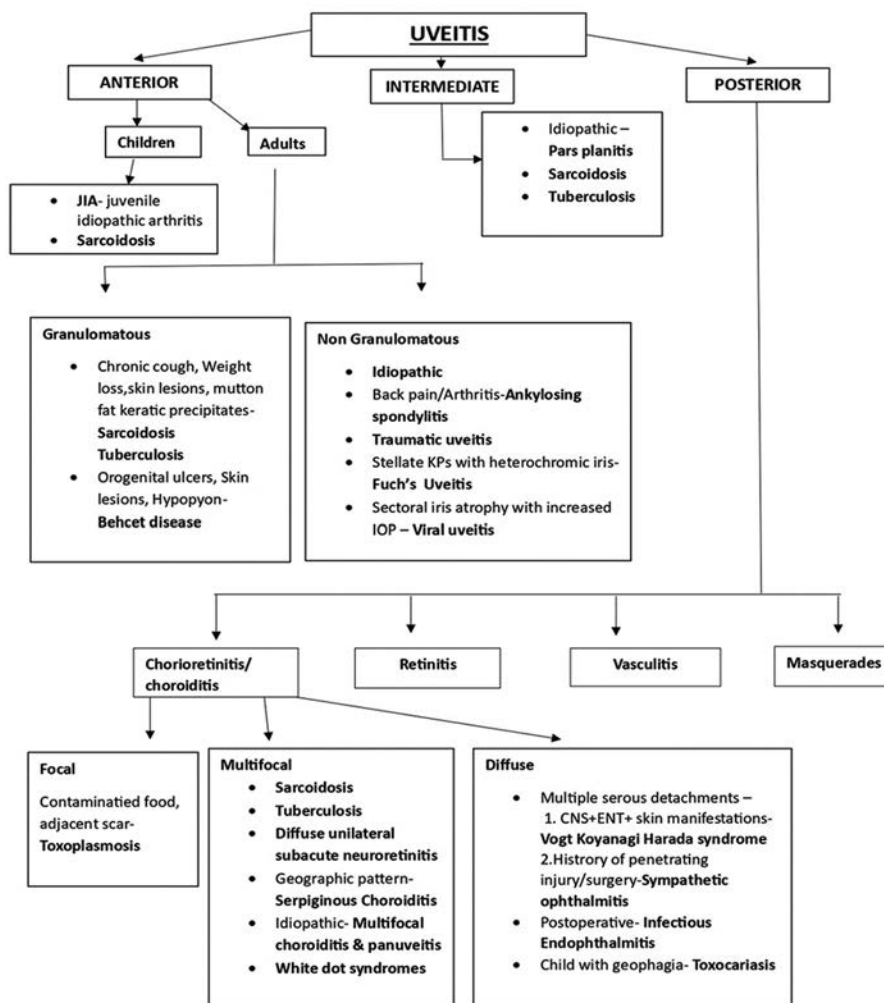 UVEITIS
ANTERIOR
INTERMEDIATE
POSTERIOR
Children
Adults
• Idiopathic –
Pars planitis
• Sarcoidosis
• Tuberculosis
• JIA- juvenile
idiopathic arthritis
• Sarcoidosis
Granulomatous
• Chronic cough, Weight
loss,skin lesions, mutton
fat keratic precipitates-
Sarcoidosis
Tuberculosis
• Orogenital ulcers, Skin
lesions, Hypopyon-
Behcet disease
Non Granulomatous
• Idiopathic
• Back pain/Arthritis-Ankylosing
spondylitis
• Traumatic uveitis
• Stellate KPs with heterochromic iris-
Fuch's Uveitis
• Sectoral iris atrophy with increased
IOP – Viral uveitis
Chorioretinitis/
choroiditis
Retinitis
Vasculitis
Masquerades
Focal
Contaminatied food,
adjacent scar-
Toxoplasmosis
Multifocal
• Sarcoidosis
• Tuberculosis
• Diffuse unilateral
subacute neuroretinitis
• Geographic pattern-
Serpiginous Choroiditis
• Idiopathic- Multifocal
choroiditis & panuveitis
• White dot syndromes
Diffuse
• Multiple serous detachments –
1. CNS+ENT+ skin manifestations-
Vogt Koyanagi Harada syndrome
2.Histrory of penetrating
injury/surgery-Sympathetic
ophthalmitis
• Postoperative- Infectious
Endophthalmitis
• Child with geophagia- Toxocariasis